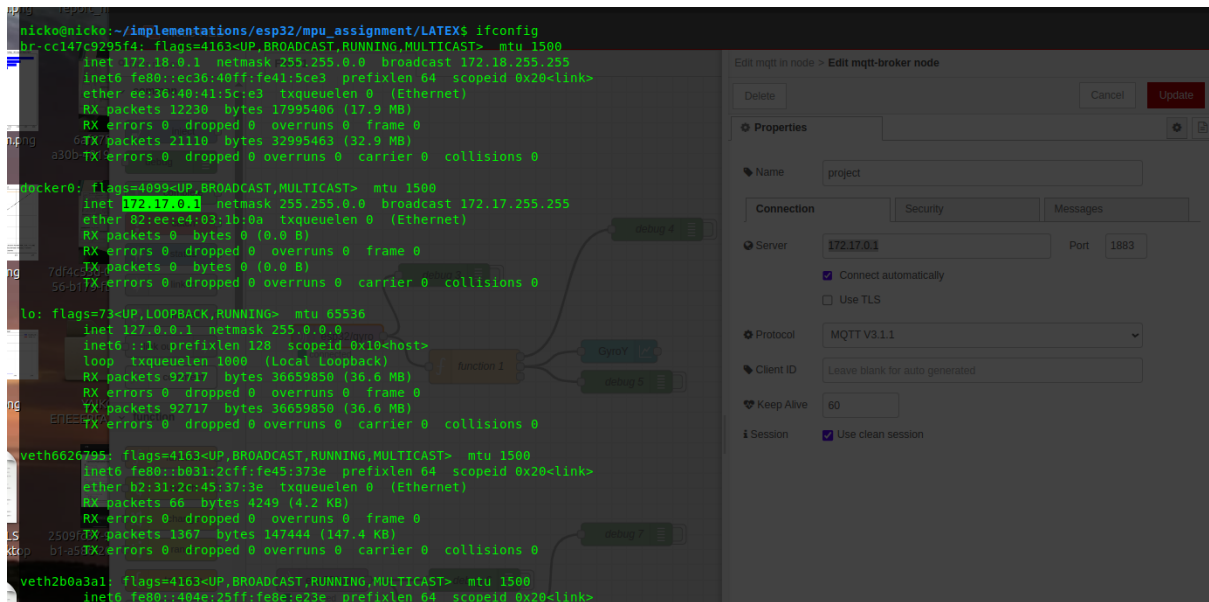 nicko@nicko:~/implementations/esp32/mpu_assignment/LATEX$ ifconfig
br-cc147c9295f4: flags=4163<UP,BROADCAST,RUNNING,MULTICAST>  mtu 1500
inet 172.18.0.1  netmask 255.255.0.0  broadcast 172.18.255.255
inet6 fe80::ec36:40ff:fe41:5ce3  prefixlen 64  scopeid 0x20<link>
ether ee:36:40:41:5c:e3  txqueuelen 0  (Ethernet)
RX packets 12230  bytes 17995406 (17.9 MB)
RX errors 0  dropped 0  overruns 0  frame 0
TX packets 21110  bytes 32995463 (32.9 MB)
TX errors 0  dropped 0 overruns 0  carrier 0  collisions 0
docker0: flags=4099<UP,BROADCAST,MULTICAST>  mtu 1500
inet 172.17.0.1  netmask 255.255.0.0  broadcast 172.17.255.255
ether 82:ee:e4:03:1b:0a  txqueuelen 0  (Ethernet)
RX packets 0  bytes 0 (0.0 B)
RX errors 0  dropped 0  overruns 0  frame 0
TX packets 0  bytes 0 (0.0 B)
TX errors 0  dropped 0 overruns 0  carrier 0  collisions 0
lo: flags=73<UP,LOOPBACK,RUNNING>  mtu 65536
inet 127.0.0.1  netmask 255.0.0.0
inet6 ::1  prefixlen 128  scopeid 0x10<host>
loop  txqueuelen 1000  (Local Loopback)
RX packets 92717  bytes 36659850 (36.6 MB)
RX errors 0  dropped 0  overruns 0  frame 0
TX packets 92717  bytes 36659850 (36.6 MB)
TX errors 0  dropped 0 overruns 0  carrier 0  collisions 0
veth6626795: flags=4163<UP,BROADCAST,RUNNING,MULTICAST>  mtu 1500
inet6 fe80::b031:2cff:fe45:373e  prefixlen 64  scopeid 0x20<link>
ether b2:31:2c:45:37:3e  txqueuelen 0  (Ethernet)
RX packets 66  bytes 4249 (4.2 KB)
RX errors 0  dropped 0  overruns 0  frame 0
TX packets 1367  bytes 147444 (147.4 KB)
TX errors 0  dropped 0 overruns 0  carrier 0  collisions 0
veth2b0a3a1: flags=4163<UP,BROADCAST,RUNNING,MULTICAST>  mtu 1500
inet6 fe80::404e:25ff:fe8e:e23e  prefixlen 64  scopeid 0x20<link>
debug 4
function 1
GyroY
debug 6
debug 7
Edit mqtt in node > Edit mqtt-broker node
Delete Cancel Update
Properties
Name project
Connection Security Messages
Server 172.17.0.1 Port 1883
Connect automatically
Use TLS
Protocol MQTT V3.1.1
Client ID Leave blank for auto generated
Keep Alive 60
Session Use clean session